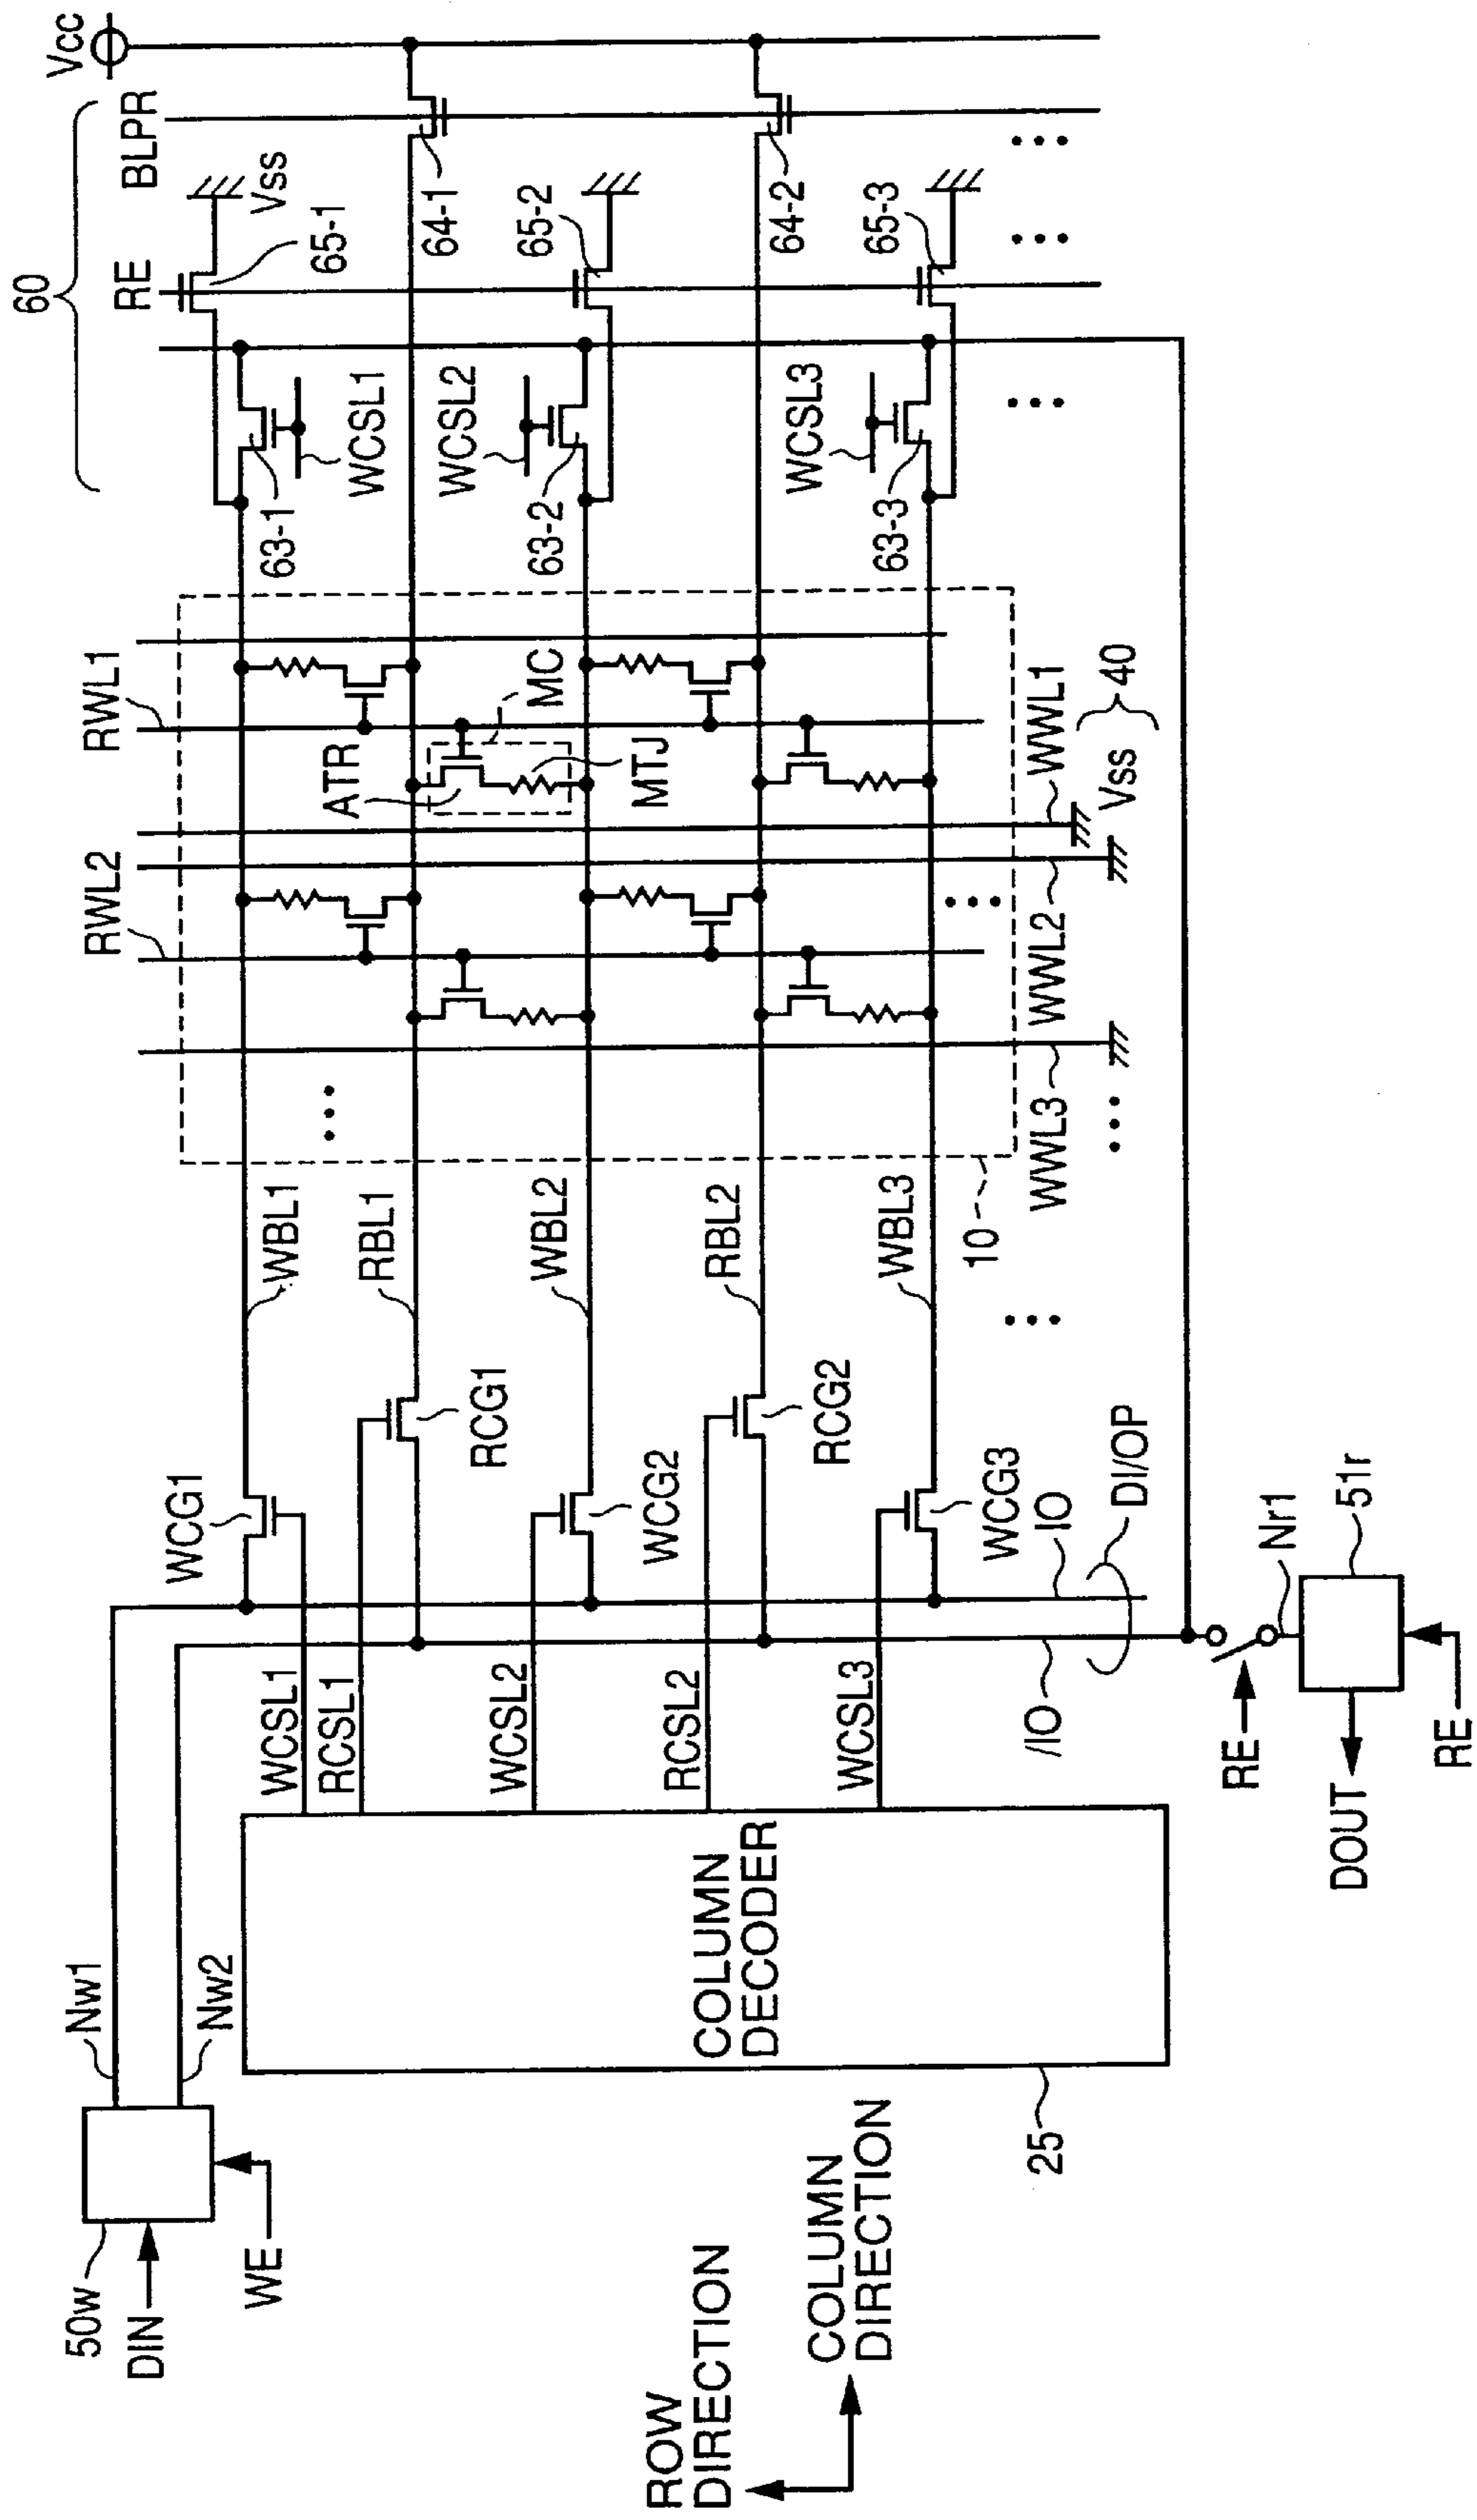 60
Vcc
BLPR
RE
Vss
65-1
64-1
65-2
64-2
65-3
WCSL1
WCSL2
WCSL3
63-1
63-2
63-3
RWL1
MC
ATR
MTJ
WWL1
40
Vss
RWL2
WWL2
WWL3
10
WBL1
RBL1
WBL2
RBL2
WBL3
RCG1
RCG2
WCG1
WCG2
WCG3
IO
DI/OP
Nr1
51r
WCSL1
RCSL1
WCSL2
RCSL2
WCSL3
/IO
RE
RE
DOUT
Nw1
Nw2
COLUMN
DECODER
25
50w
DIN
WE
ROW
DIRECTION
COLUMN
DIRECTION